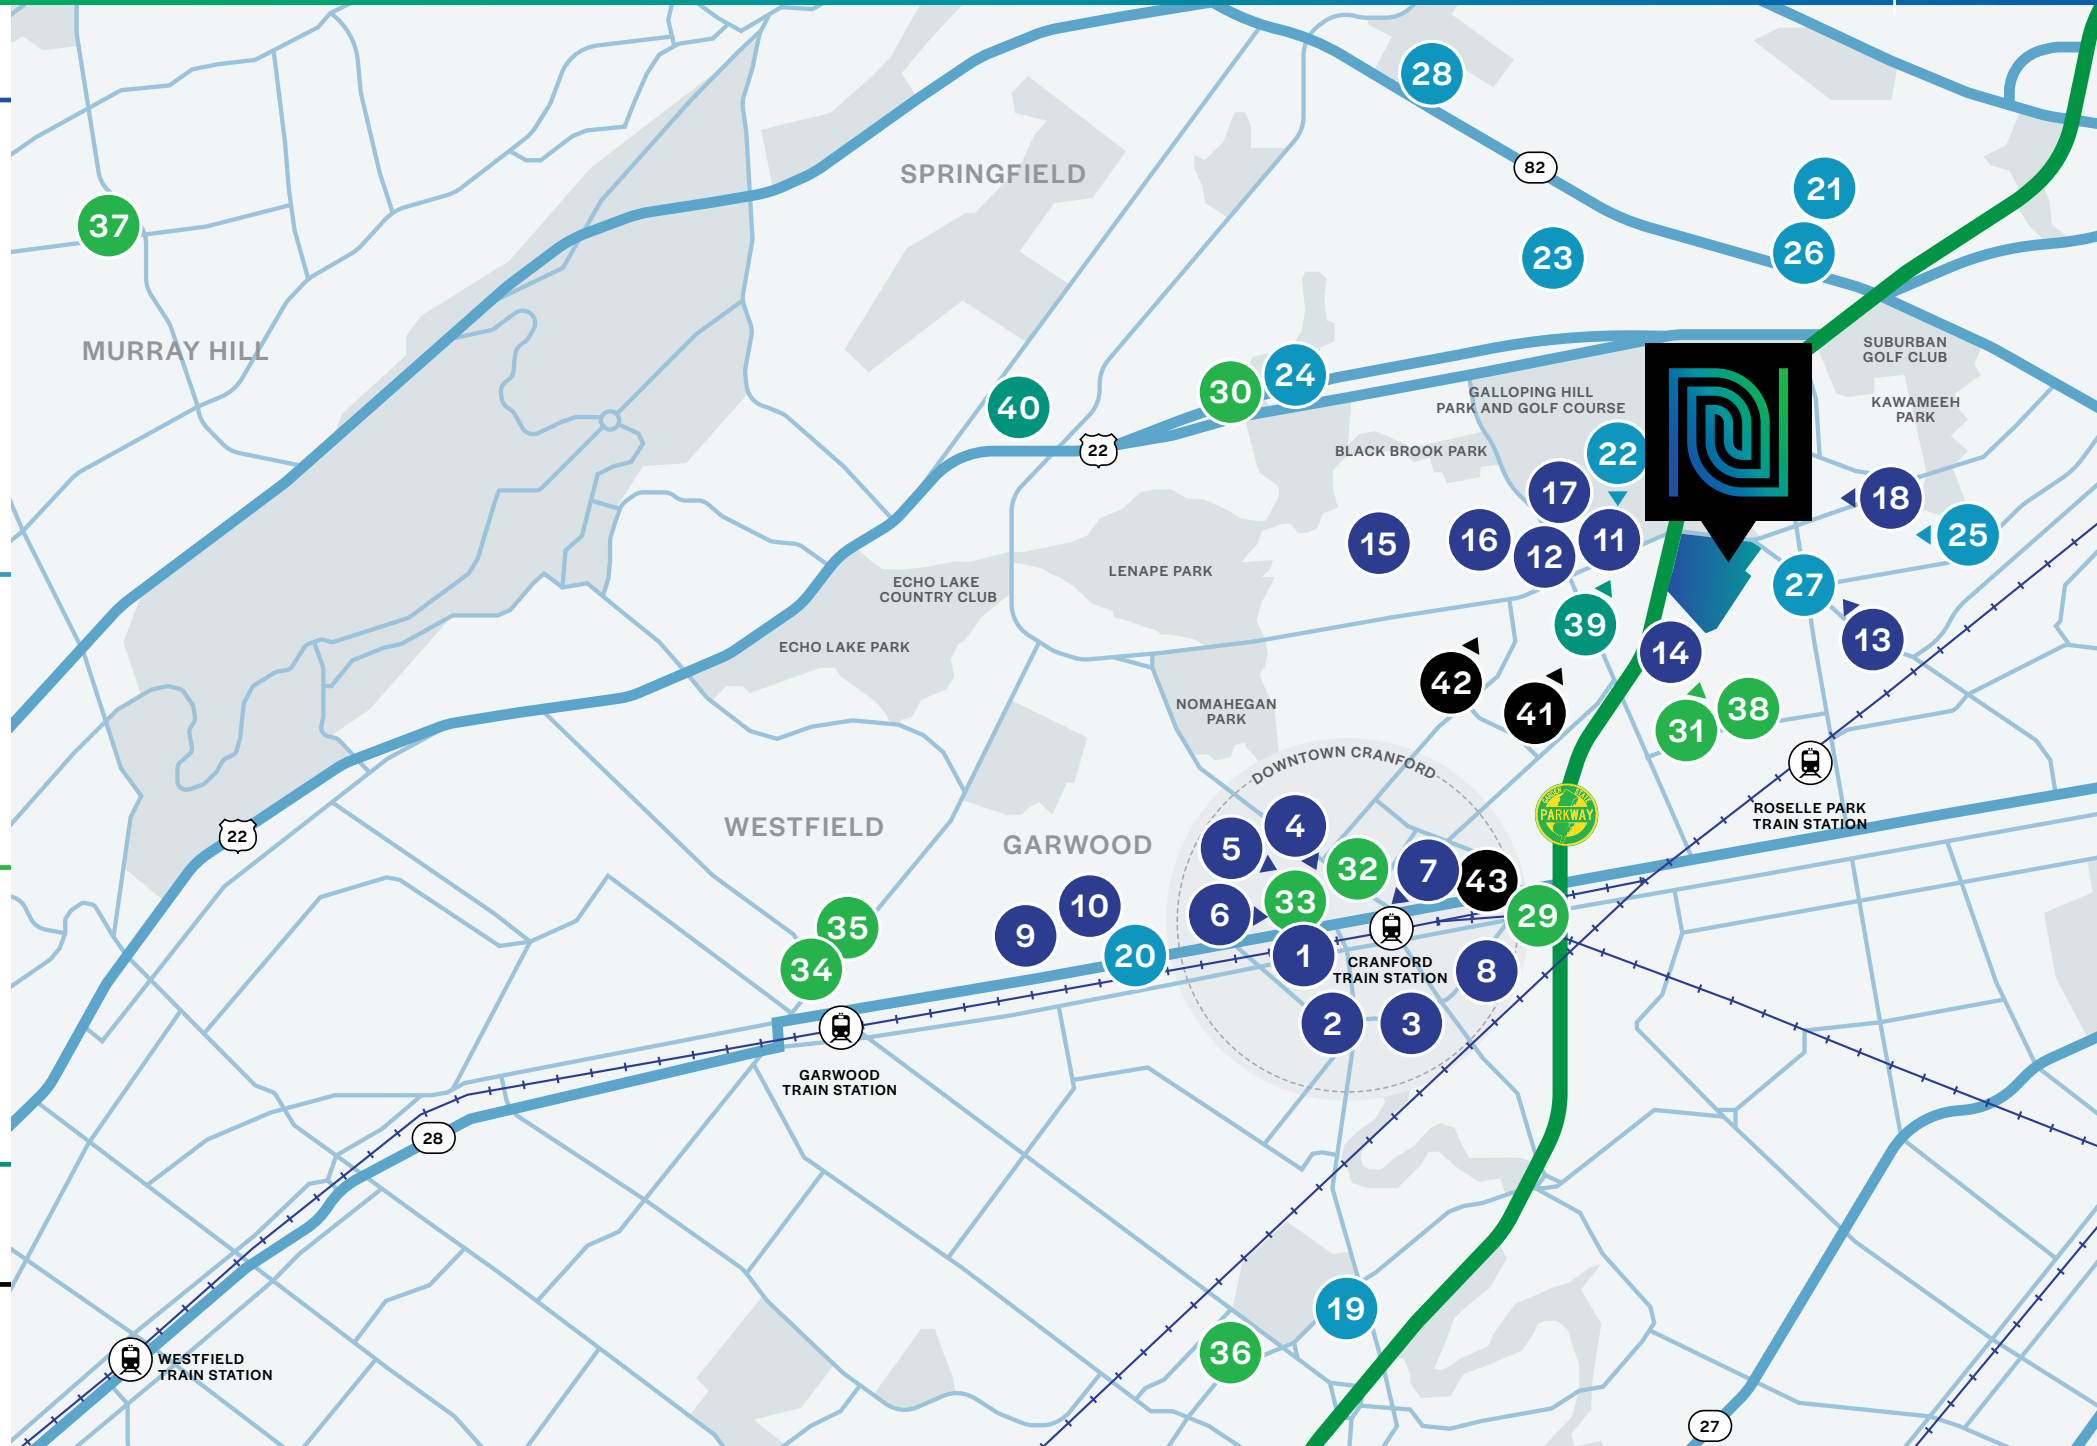 28
82
SPRINGFIELD
21
37
23
26
MURRAY HILL
SUBURBAN
GOLF CLUB
24
30
GALLOPING HILL
PARK AND GOLF COURSE
40
KAWAMEEH
PARK
22
BLACK BROOK PARK
22
17
18
15
16
12
11
25
LENAPE PARK
ECHO LAKE
COUNTRY CLUB
27
39
13
14
ECHO LAKE PARK
42
41
NOMAHEGAN
PARK
38
31
DOWNTOWN CRANFORD
GARDEN STATE
PARKWAY
ROSELLE PARK
TRAIN STATION
WESTFIELD
GARWOOD
22
4
5
32
7
43
10
33
6
29
35
9
34
20
1
CRANFORD
TRAIN STATION
8
2
3
GARWOOD
TRAIN STATION
28
19
36
WESTFIELD
TRAIN STATION
27